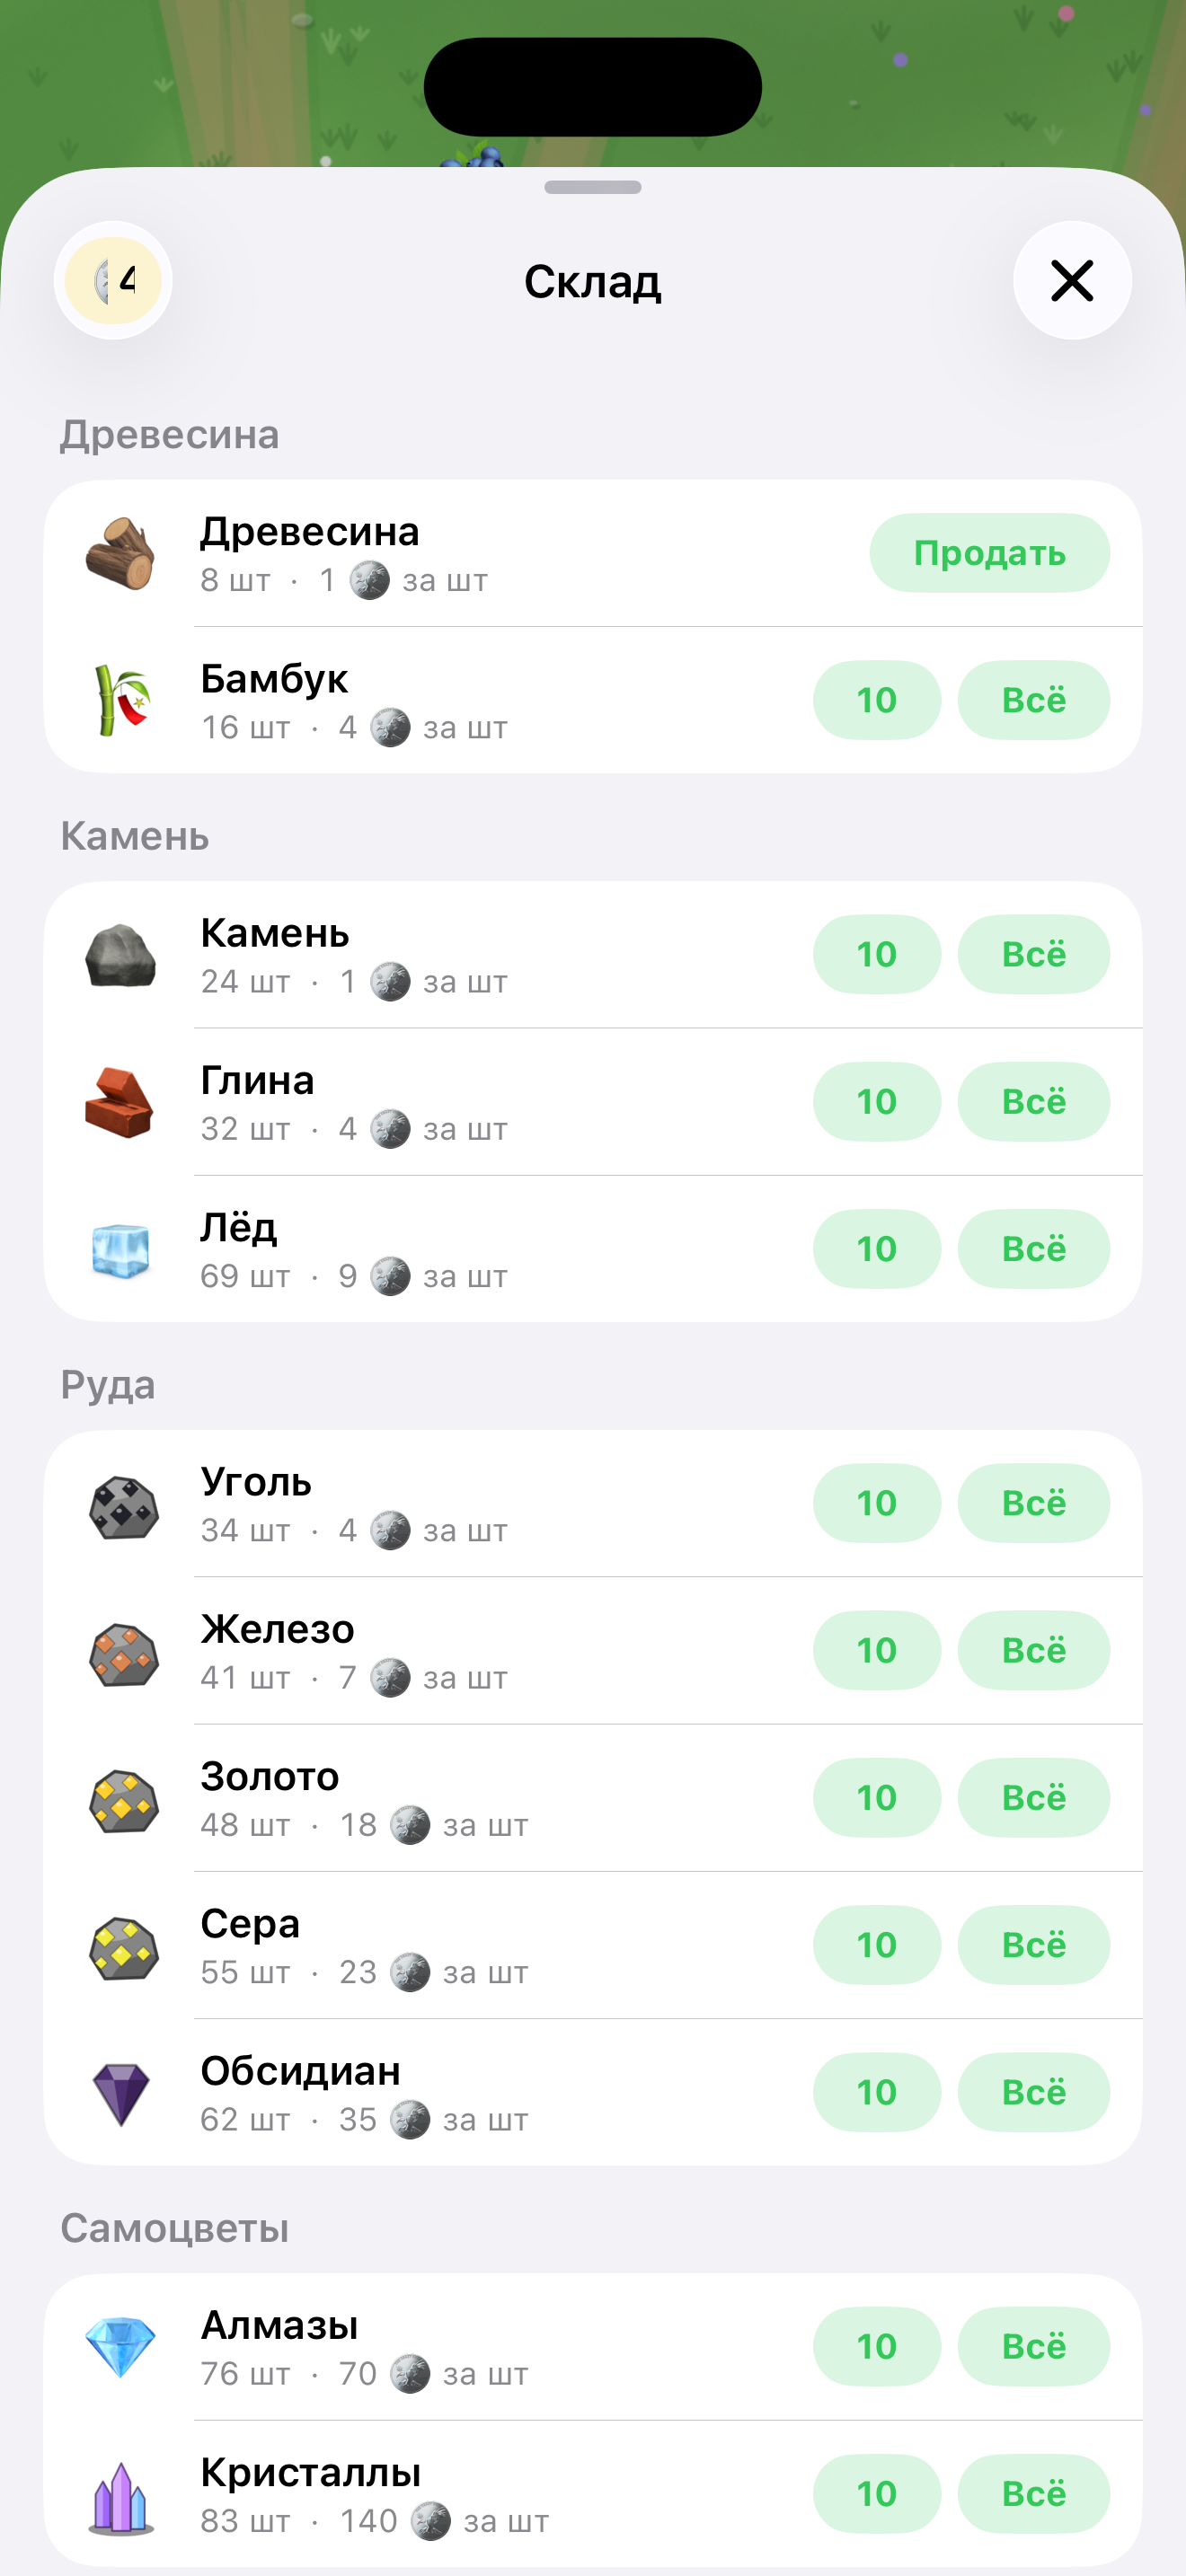 4
Склад
Древесина
Древесина
8 шт · 1 за шт
Продать
Бамбук
16 шт · 4 за шт
10 Всё
Камень
Камень
24 шт · 1 за шт
10 Всё
Глина
32 шт · 4 за шт
10 Всё
Лёд
69 шт · 9 за шт
10 Всё
Руда
Уголь
34 шт · 4 за шт
10 Всё
Железо
41 шт · 7 за шт
10 Всё
Золото
48 шт · 18 за шт
10 Всё
Сера
55 шт · 23 за шт
10 Всё
Обсидиан
62 шт · 35 за шт
10 Всё
Самоцветы
Алмазы
76 шт · 70 за шт
10 Всё
Кристаллы
83 шт · 140 за шт
10 Всё